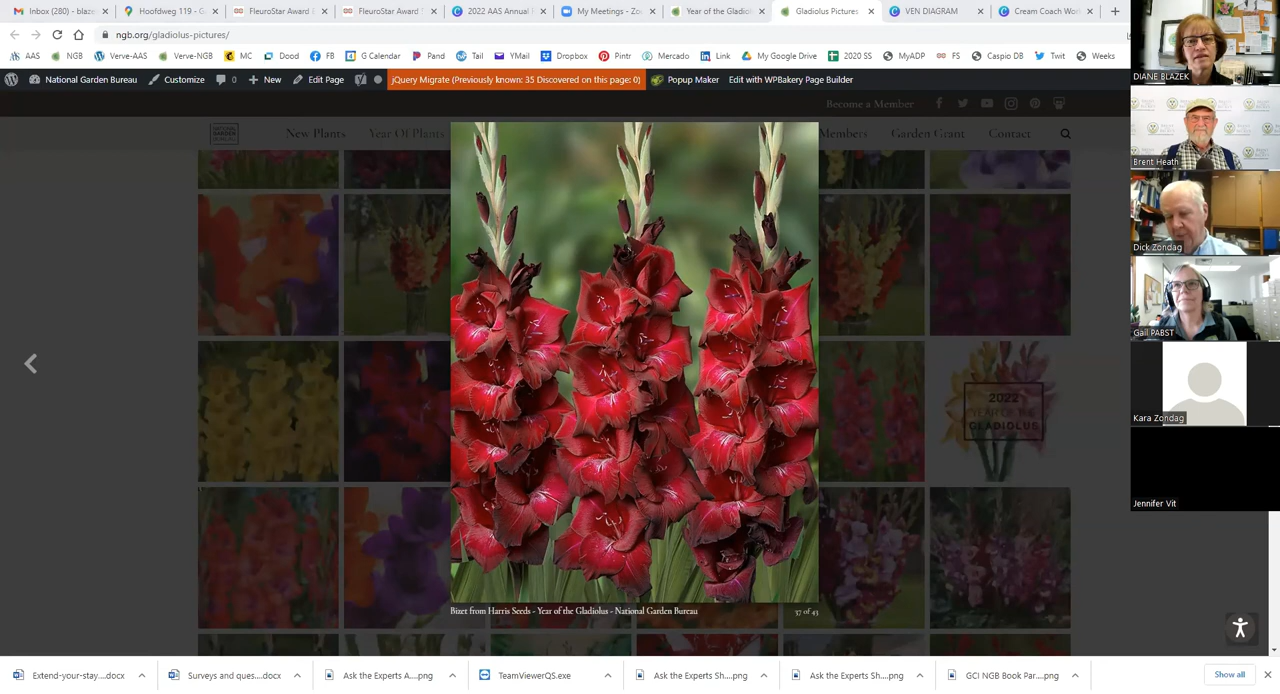 Inbox (280) - blaze
Hoofdweg 119 - G
FleuroStar Award E
FleuroStar Award
2022 AAS Annual
My Meetings - Zo
Year of the Gladiol
Gladiolus Pictures
VEN DIAGRAM
Cream Coach Wo
ngb.org/gladiolus-pictures/
AAS NGB Verve-AAS Verve-NGB MC Dood FB G Calendar Pand Tail YMail Dropbox Pintr Mercado Link My Google Drive 2020 SS MyADP FS Caspio DB Twit Weeks
National Garden Bureau Customize 0 New Edit Page jQuery Migrate (Previously known: 35 Discovered on this page: 0) Popup Maker Edit with WPBakery Page Builder
Become a Member
NATIONAL GARDEN BUREAU
New Plants Year Of Plants Members Garden Grant Contact
2022
YEAR OF THE
GLADIOLUS
Bizet from Harris Seeds - Year of the Gladiolus - National Garden Bureau 37 of 43
DIANE BLAZEK
Brent Heath
Dick Zondag
Gail PABST
Kara Zondag
Jennifer Vit
Extend-your-stay....docx
Surveys and ques....docx
Ask the Experts A....png
TeamViewerQS.exe
Ask the Experts Sh....png
Ask the Experts Sh....png
GCI NGB Book Par....png
Show all